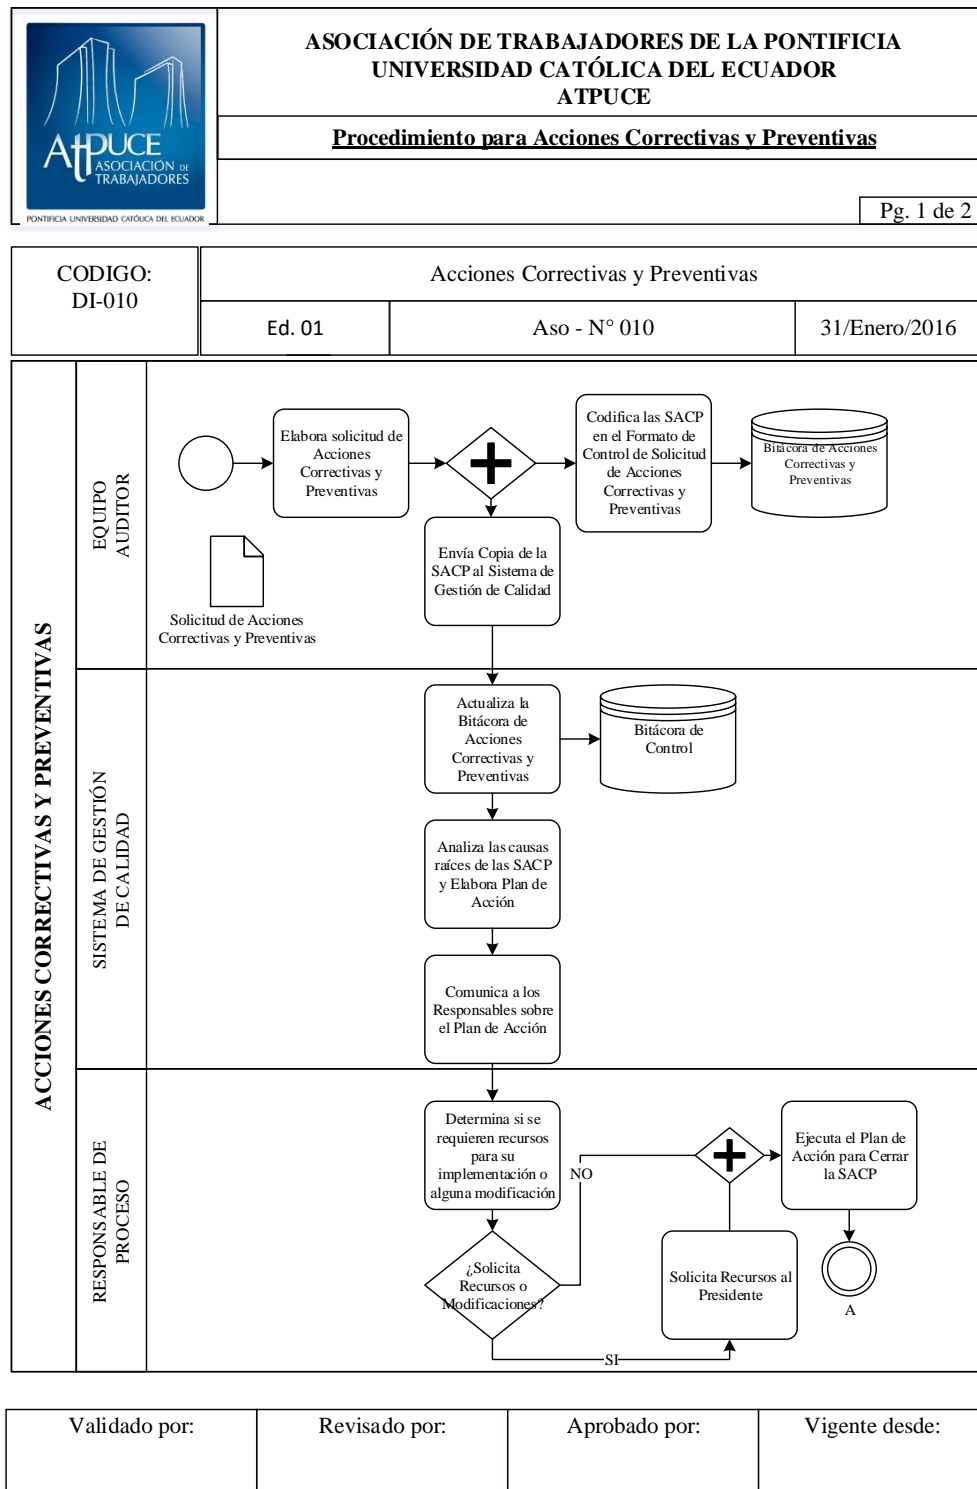 ATPUCE
ASOCIACIÓN DE
TRABAJADORES
PONTIFICIA UNIVERSIDAD CATÓLICA DEL ECUADOR
ASOCIACIÓN DE TRABAJADORES DE LA PONTIFICIA
UNIVERSIDAD CATÓLICA DEL ECUADOR
ATPUCE
Procedimiento para Acciones Correctivas y Preventivas
Pg. 1 de 2
CODIGO:
DI-010
Acciones Correctivas y Preventivas
Ed. 01
Aso - N° 010
31/Enero/2016
ACCIONES CORRECTIVAS Y PREVENTIVAS
EQUIPO
AUDITOR
Elabora solicitud de
Acciones
Correctivas y
Preventivas
Codifica las SACP
en el Formato de
Control de Solicitud
de Acciones
Correctivas y
Preventivas
Bitácora de Acciones
Correctivas y
Preventivas
Envía Copia de la
SACP al Sistema de
Gestión de Calidad
Solicitud de Acciones
Correctivas y Preventivas
SISTEMA DE GESTIÓN
DE CALIDAD
Actualiza la
Bitácora de
Acciones
Correctivas y
Preventivas
Bitácora de
Control
Analiza las causas
raíces de las SACP
y Elabora Plan de
Acción
Comunica a los
Responsables sobre
el Plan de Acción
RESPONSABLE DE
PROCESO
Determina si se
requieren recursos
para su
implementación o
alguna modificación
NO
Ejecuta el Plan de
Acción para Cerrar
la SACP
¿Solicita
Recursos o
Modificaciones?
Solicita Recursos al
Presidente
A
SI
Validado por:
Revisado por:
Aprobado por:
Vigente desde: